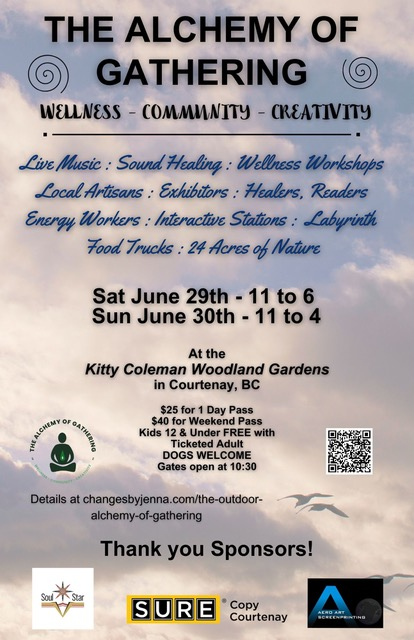 THE ALCHEMY OF
GATHERING
WELLNESS - COMMUNITY - CREATIVITY
Live Music : Sound Healing : Wellness Workshops
Local Artisans : Exhibitors : Healers, Readers
Energy Workers : Interactive Stations : Labyrinth
Food Trucks : 24 Acres of Nature
Sat June 29th - 11 to 6
Sun June 30th - 11 to 4
At the
Kitty Coleman Woodland Gardens
in Courtenay, BC
$25 for 1 Day Pass
$40 for Weekend Pass
Kids 12 & Under FREE with
Ticketed Adult
DOGS WELCOME
Gates open at 10:30
THE ALCHEMY OF GATHERING
Details at changesbyjenna.com/the-outdoor-
alchemy-of-gathering
Thank you Sponsors!
Soul Star
SURE® Copy
Courtenay
AERO ART
SCREENPRINTING